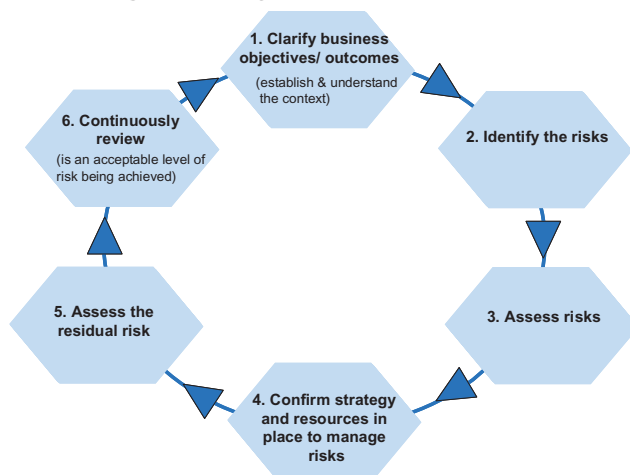 1. Clarify business
objectives/ outcomes
(establish & understand
the context)
2. Identify the risks
3. Assess risks
4. Confirm strategy
and resources in
place to manage
risks
5. Assess the
residual risk
6. Continuously
review
(is an acceptable level of
risk being achieved)